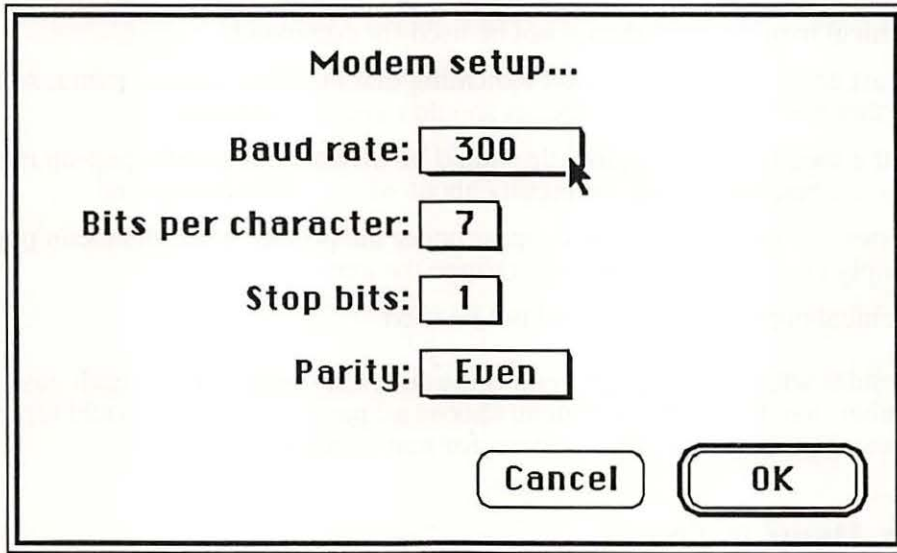 Modem setup...
Baud rate: 300
Bits per character: 7
Stop bits: 1
Parity: Even
Cancel OK